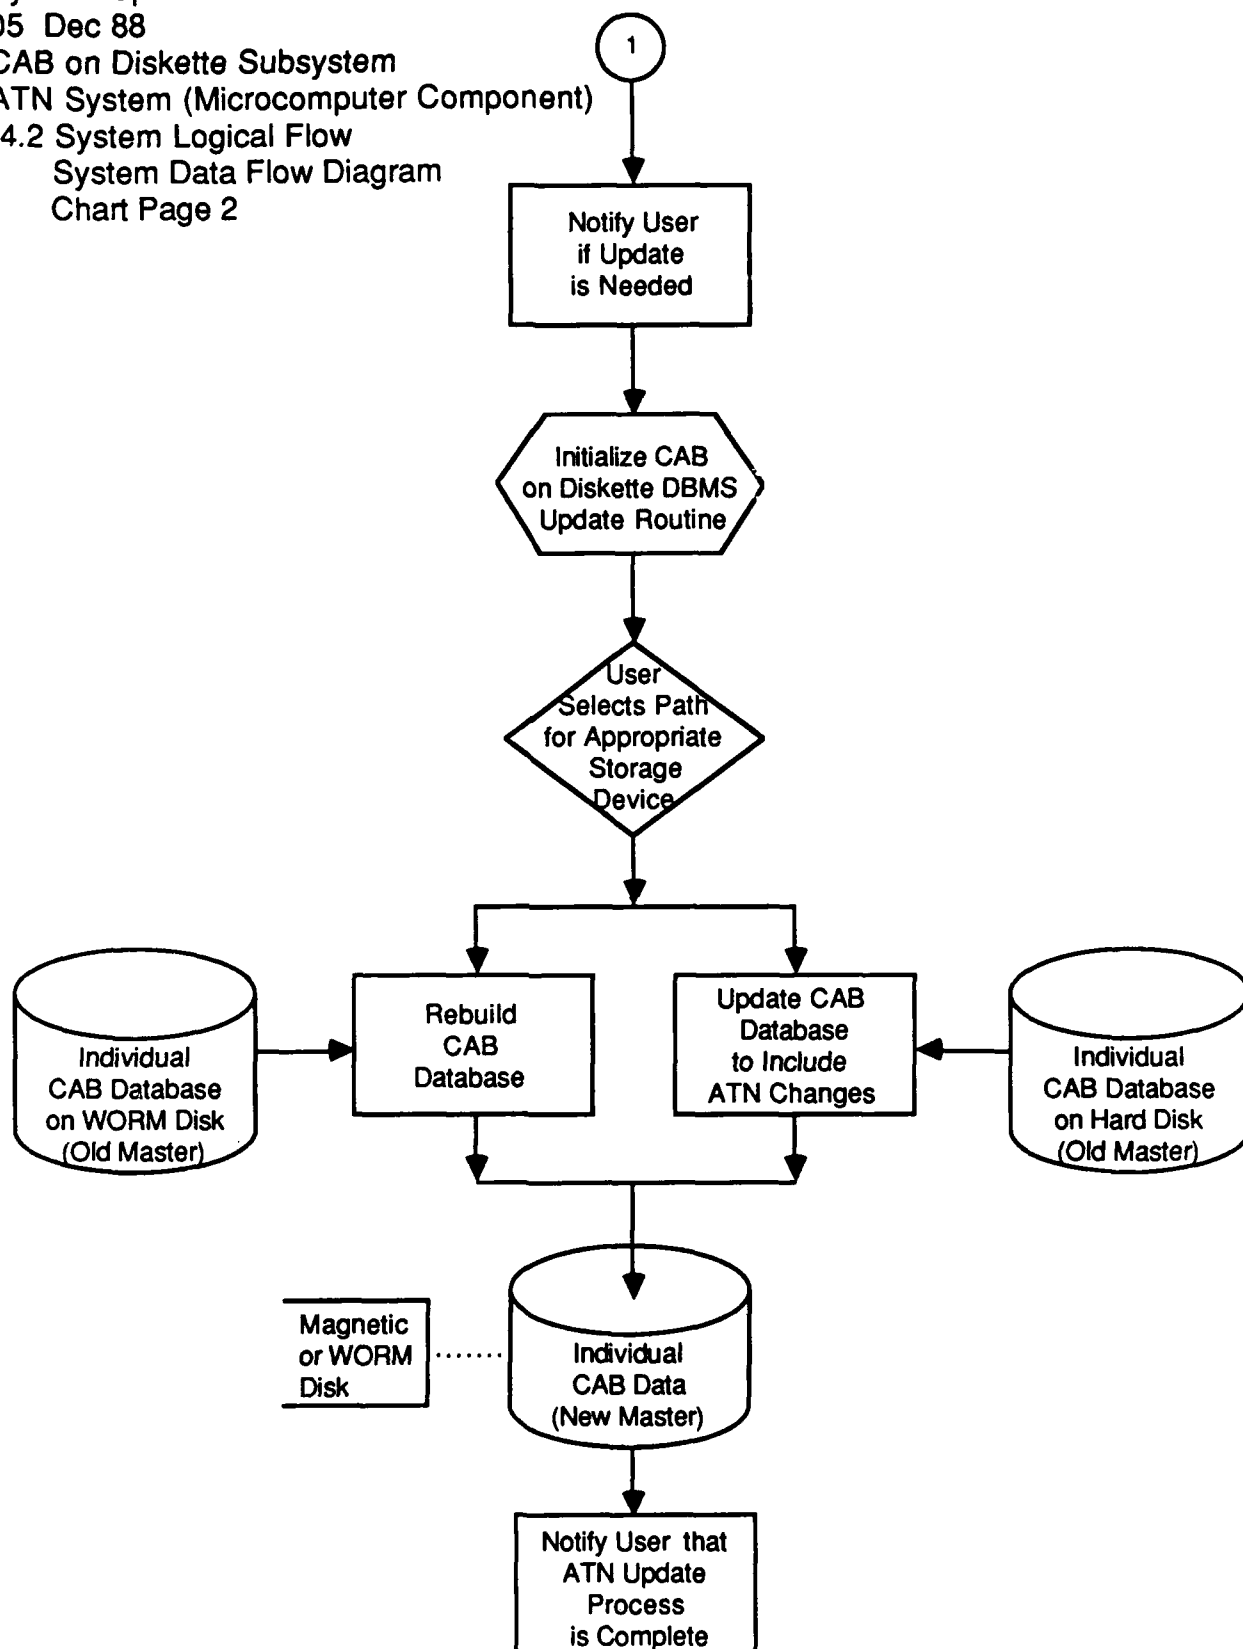 05 Dec 88
CAB on Diskette Subsystem
ATN System (Microcomputer Component)
4.2 System Logical Flow
System Data Flow Diagram
Chart Page 2
1
Notify User
if Update
is Needed
Initialize CAB
on Diskette DBMS
Update Routine
User
Selects Path
for Appropriate
Storage
Device
Individual
CAB Database
on WORM Disk
(Old Master)
Rebuild
CAB
Database
Update CAB
Database
to Include
ATN Changes
Individual
CAB Database
on Hard Disk
(Old Master)
Magnetic
or WORM
Disk
Individual
CAB Data
(New Master)
Notify User that
ATN Update
Process
is Complete